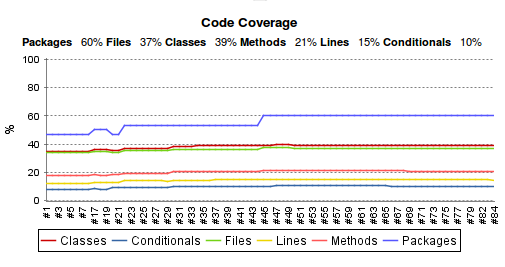 Code Coverage
Packages 60% Files 37% Classes 39% Methods 21% Lines 15% Conditionals 10%
100
80
60
40
20
0
%
#1 #3 #5 #7 #17 #19 #21 #23 #25 #27 #29 #31 #33 #35 #37 #39 #41 #43 #45 #47 #49 #51 #53 #55 #57 #59 #61 #63 #65 #67 #69 #71 #73 #75 #77 #79 #82 #84
Classes Conditionals Files Lines Methods Packages